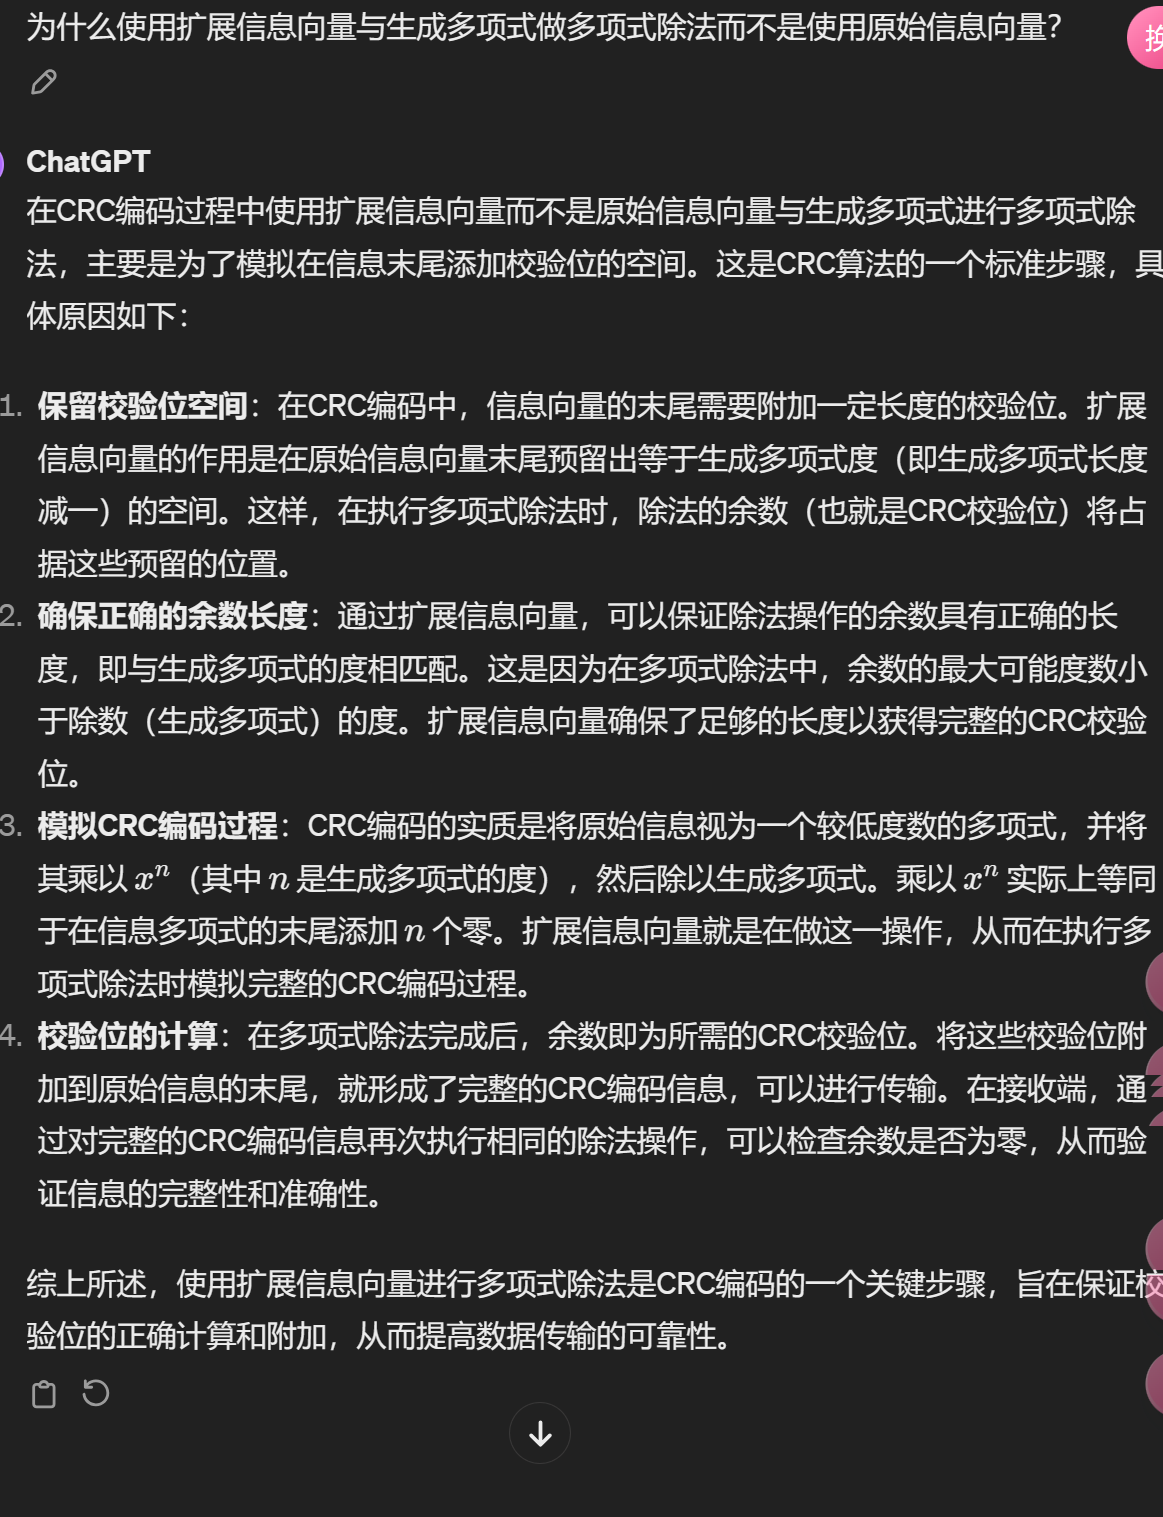 为什么使用扩展信息向量与生成多项式做多项式除法而不是使用原始信息向量？
换
ChatGPT
在CRC编码过程中使用扩展信息向量而不是原始信息向量与生成多项式进行多项式除
法，主要是为了模拟在信息末尾添加校验位的空间。这是CRC算法的一个标准步骤，具
体原因如下：
1. 保留校验位空间：在CRC编码中，信息向量的末尾需要附加一定长度的校验位。扩展
信息向量的作用是在原始信息向量末尾预留出等于生成多项式度（即生成多项式长度
减一）的空间。这样，在执行多项式除法时，除法的余数（也就是CRC校验位）将占
据这些预留的位置。
2. 确保正确的余数长度：通过扩展信息向量，可以保证除法操作的余数具有正确的长
度，即与生成多项式的度相匹配。这是因为在多项式除法中，余数的最大可能度数小
于除数（生成多项式）的度。扩展信息向量确保了足够的长度以获得完整的CRC校验
位。
3. 模拟CRC编码过程：CRC编码的实质是将原始信息视为一个较低度数的多项式，并将
其乘以 xⁿ（其中 n 是生成多项式的度），然后除以生成多项式。乘以 xⁿ 实际上等同
于在信息多项式的末尾添加 n 个零。扩展信息向量就是在做这一操作，从而在执行多
项式除法时模拟完整的CRC编码过程。
4. 校验位的计算：在多项式除法完成后，余数即为所需的CRC校验位。将这些校验位附
加到原始信息的末尾，就形成了完整的CRC编码信息，可以进行传输。在接收端，通
过对完整的CRC编码信息再次执行相同的除法操作，可以检查余数是否为零，从而验
证信息的完整性和准确性。
综上所述，使用扩展信息向量进行多项式除法是CRC编码的一个关键步骤，旨在保证校
验位的正确计算和附加，从而提高数据传输的可靠性。